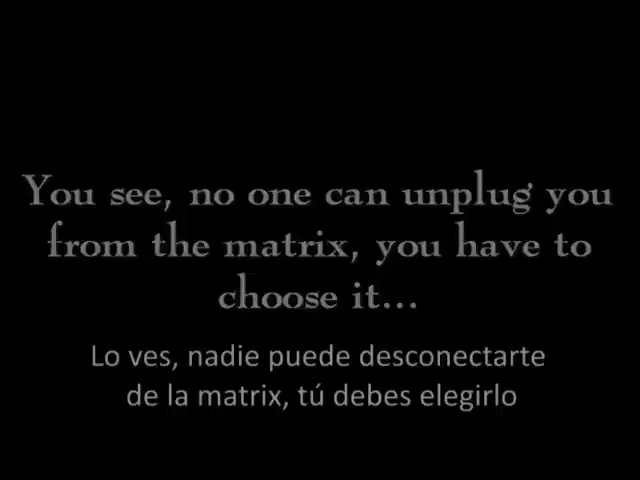 You see, no one can unplug you
from the matrix, you have to
choose it...
Lo ves, nadie puede desconectarte
de la matrix, tú debes elegirlo